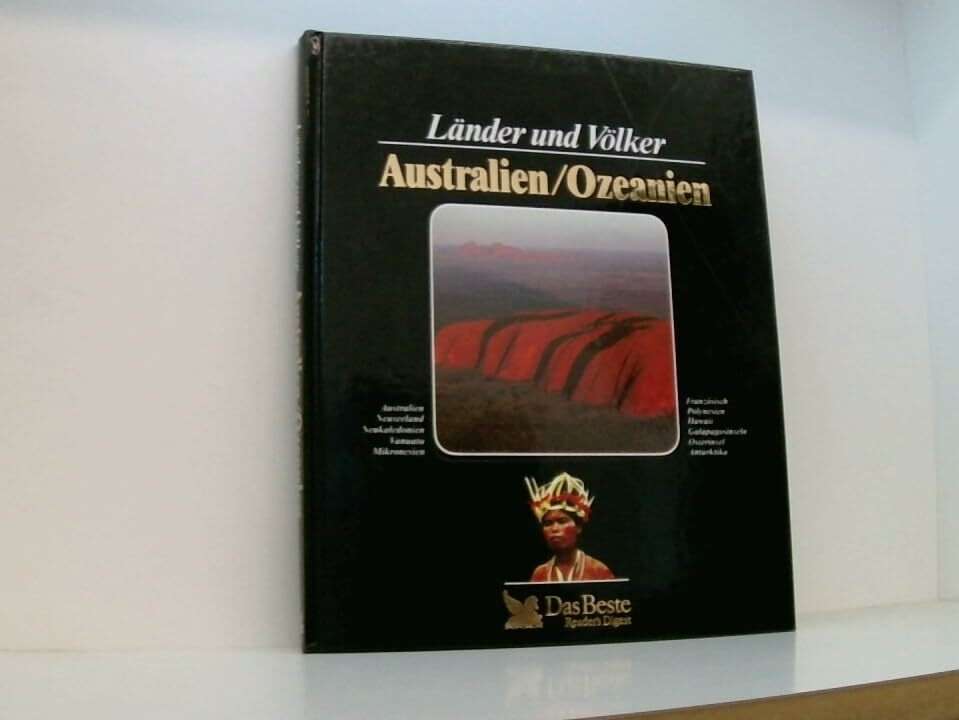 Länder und Völker
Australien/Ozeanien
Australien
Neuseeland
Neukaledonien
Vanuatu
Mikronesien
Französisch
Polynesien
Hawaii
Galapagosinseln
Osterinsel
Antarktika
Das Beste
Reader's Digest